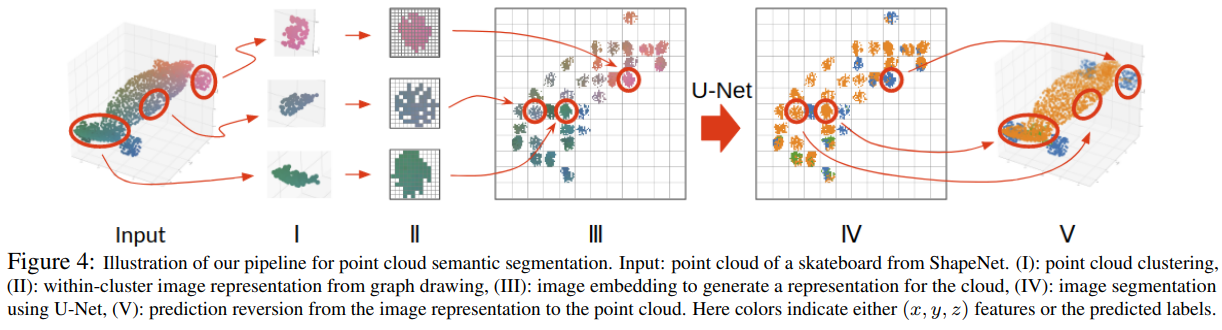 U-Net
Input I II III IV V
Figure 4: Illustration of our pipeline for point cloud semantic segmentation. Input: point cloud of a skateboard from ShapeNet. (I): point cloud clustering,
(II): within-cluster image representation from graph drawing, (III): image embedding to generate a representation for the cloud, (IV): image segmentation
using U-Net, (V): prediction reversion from the image representation to the point cloud. Here colors indicate either (x, y, z) features or the predicted labels.